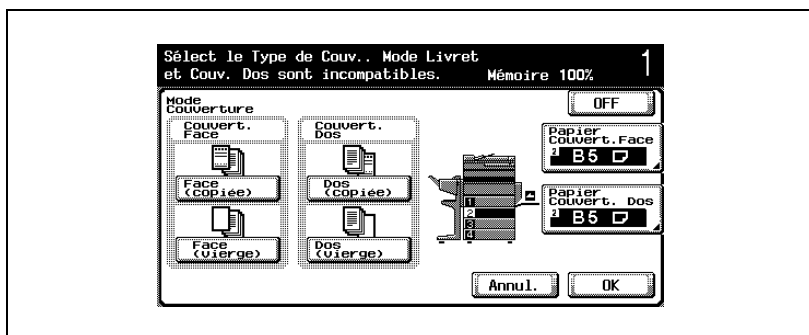 Sélect le Type de Couv.. Mode Livret
et Couv. Dos sont incompatibles. Mémoire 100% 1
Mode
Couverture
OFF
Couvert.
Face
Couvert.
Dos
Face
(copiée)
Dos
(copiée)
Face
(vierge)
Dos
(vierge)
1
2
3
4
Papier
Couvert.Face
2 B5
Papier
Couvert. Dos
2 B5
Annul.
OK